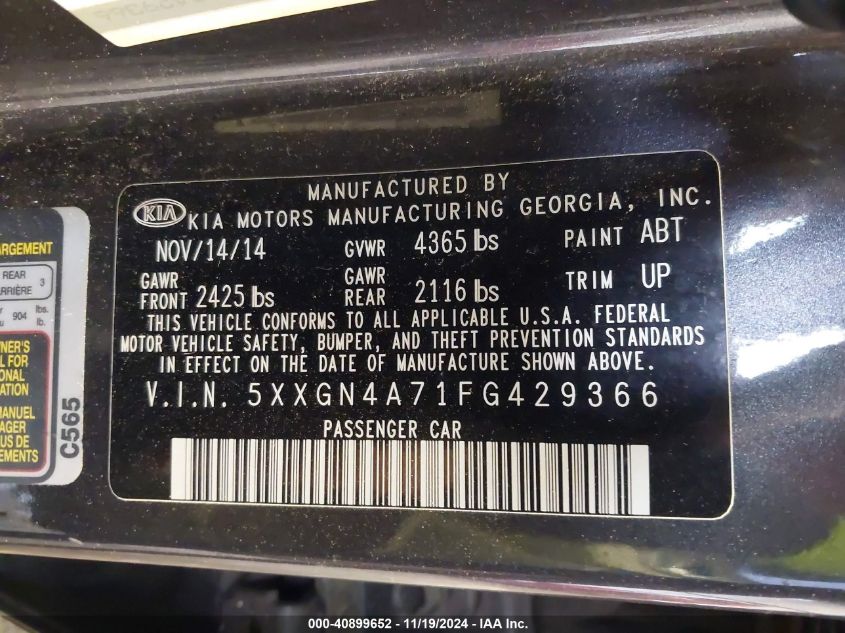 MANUFACTURED BY
KIA KIA MOTORS MANUFACTURING GEORGIA, INC.
NOV/14/14 GVWR 4365 lbs PAINT ABT
GAWR FRONT 2425 lbs GAWR REAR 2116 lbs TRIM UP
THIS VEHICLE CONFORMS TO ALL APPLICABLE U.S.A. FEDERAL
MOTOR VEHICLE SAFETY, BUMPER, AND THEFT PREVENTION STANDARDS
IN EFFECT ON THE DATE OF MANUFACTURE SHOWN ABOVE.
V.I.N. 5XXGN4A71FG429366
PASSENGER CAR
REAR 3
904 lbs.
lb.
C565
000-40899652 - 11/19/2024 - IAA Inc.